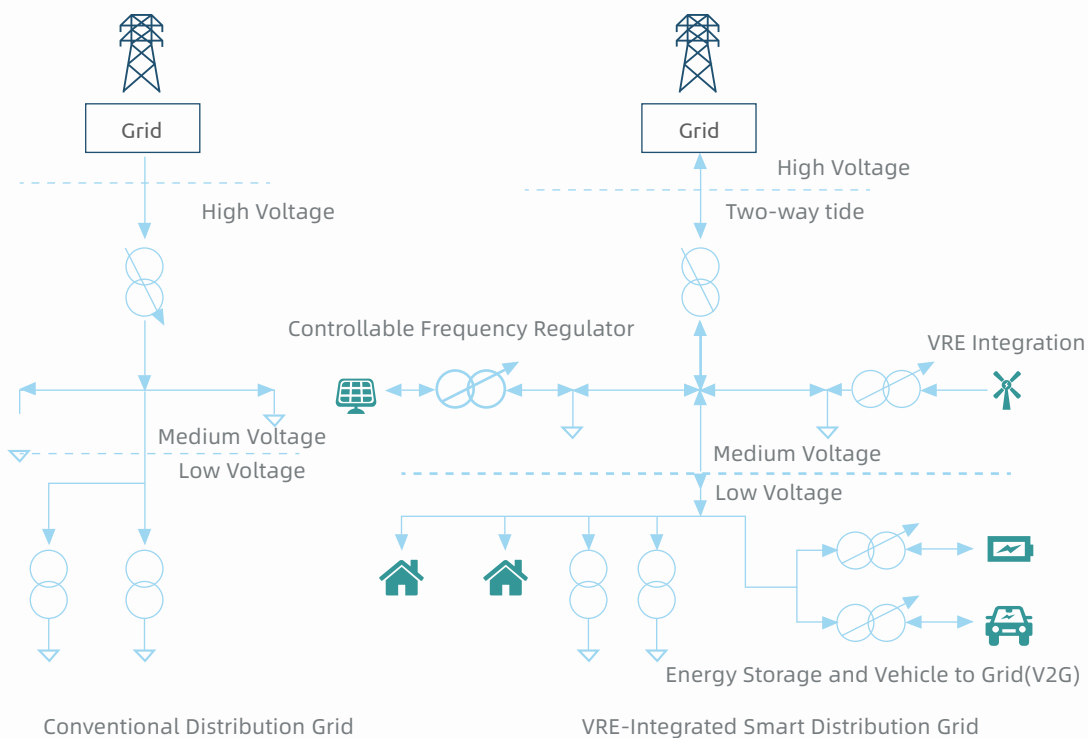 Grid
High Voltage
Medium Voltage
Low Voltage
Conventional Distribution Grid
Grid
High Voltage
Two-way tide
Controllable Frequency Regulator
VRE Integration
Medium Voltage
Low Voltage
Energy Storage and Vehicle to Grid(V2G)
VRE-Integrated Smart Distribution Grid